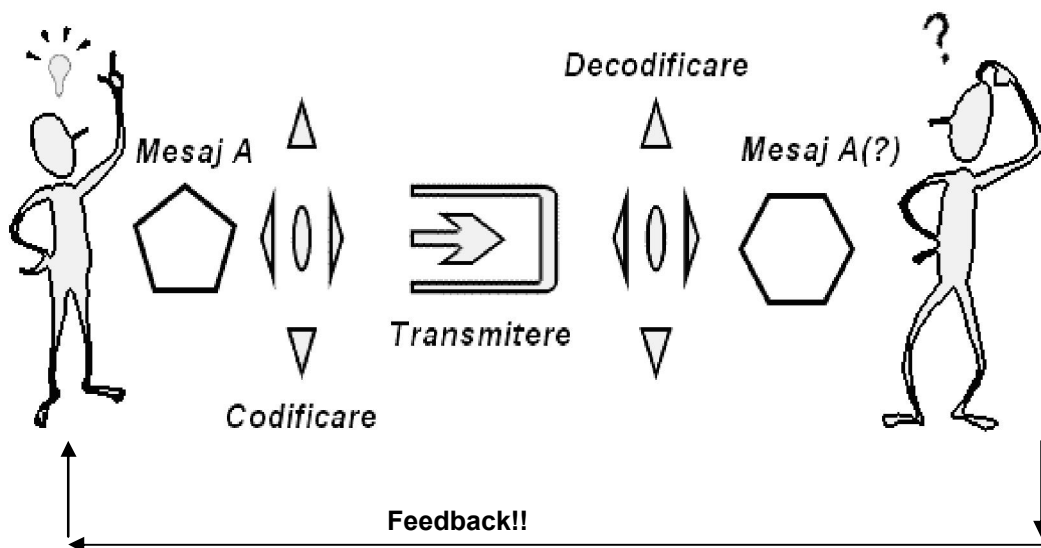 ?
Decodificare
Mesaj A
Mesaj A(?)
Transmitere
Codificare
Feedback!!